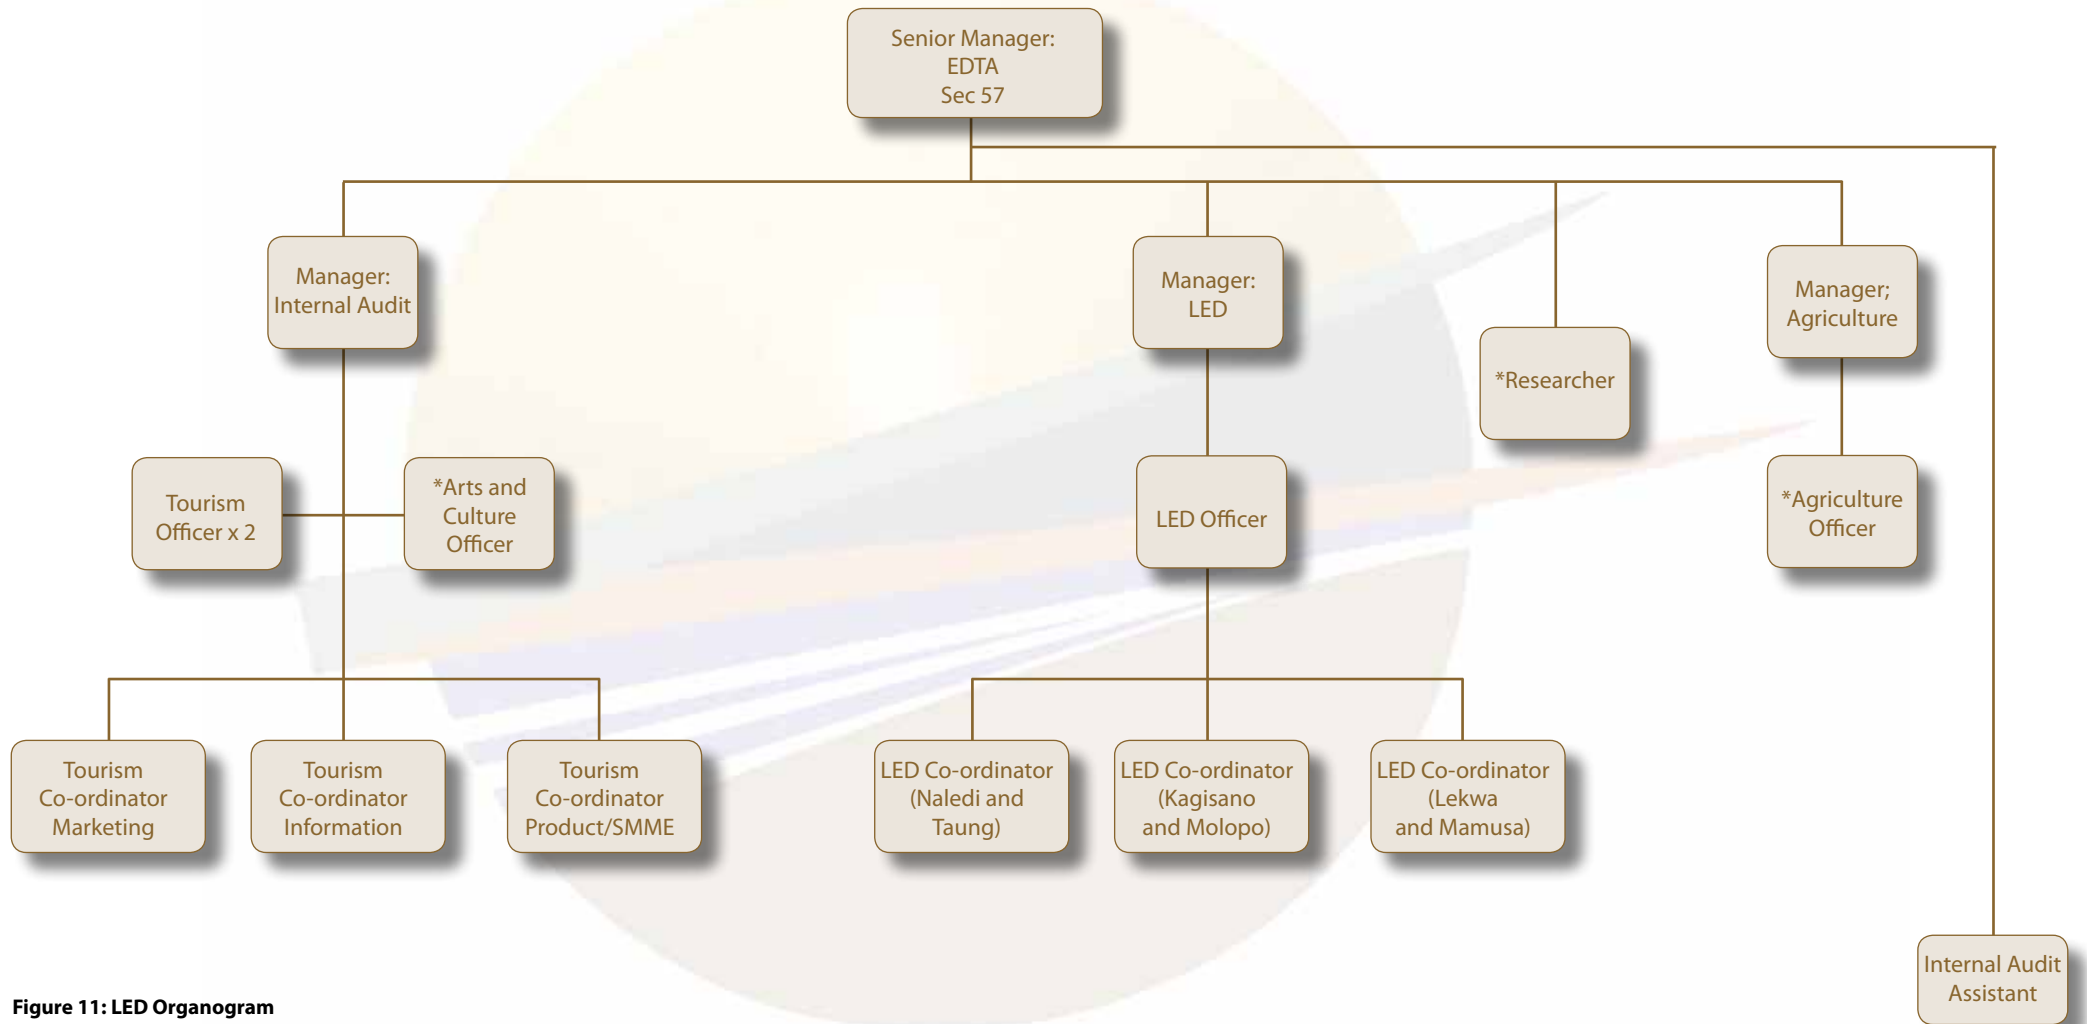 Senior Manager:
EDTA
Sec 57
Manager:
Internal Audit
Manager:
LED
*Researcher
Manager;
Agriculture
Tourism
Officer x 2
*Arts and
Culture
Officer
LED Officer
*Agriculture
Officer
Tourism
Co-ordinator
Marketing
Tourism
Co-ordinator
Information
Tourism
Co-ordinator
Product/SMME
LED Co-ordinator
(Naledi and
Taung)
LED Co-ordinator
(Kagisano
and Molopo)
LED Co-ordinator
(Lekwa
and Mamusa)
Internal Audit
Assistant
Figure 11: LED Organogram